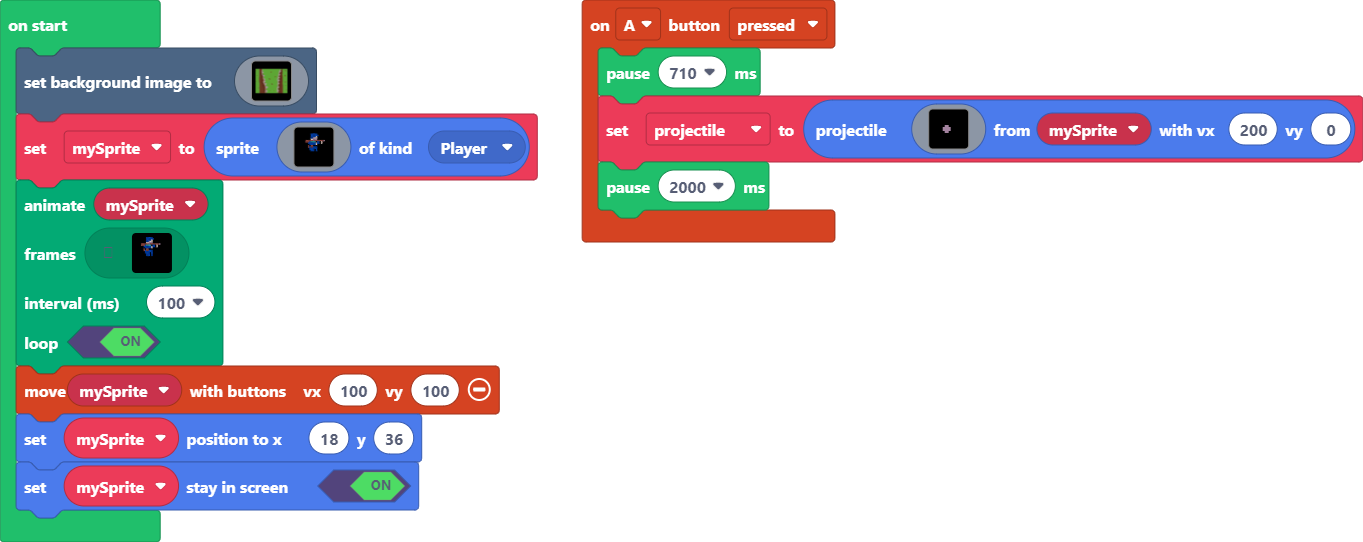 on start
set background image to
set mySprite to sprite of kind Player
animate mySprite
frames
interval (ms) 100
loop ON
move mySprite with buttons vx 100 vy 100
set mySprite position to x 18 y 36
set mySprite stay in screen ON
on A button pressed
pause 710 ms
set projectile to projectile from mySprite with vx 200 vy 0
pause 2000 ms